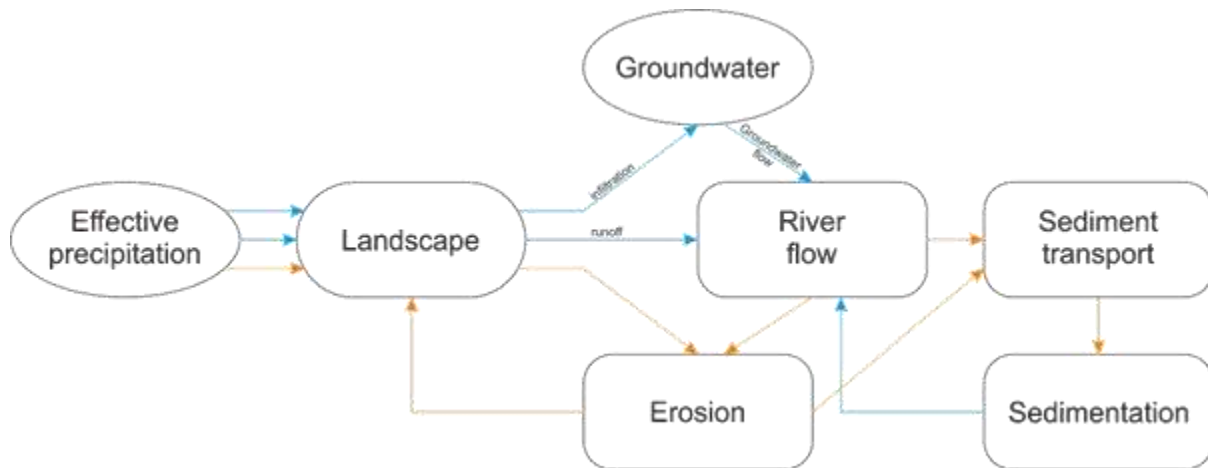 Groundwater
Groundwater
flow
infiltration
Effective
precipitation
Landscape
runoff
River
flow
Sediment
transport
Erosion
Sedimentation